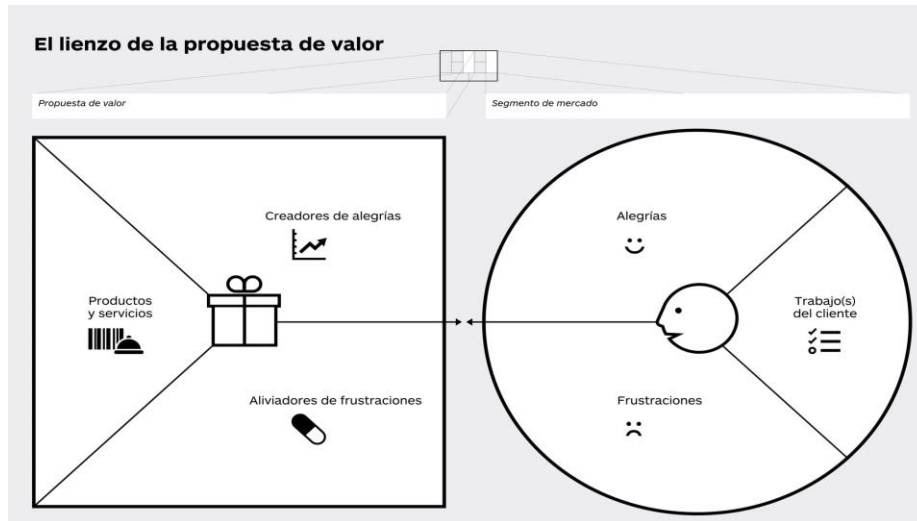 El lienzo de la propuesta de valor
Propuesta de valor
Segmento de mercado
Creadores de alegrías
Productos
y servicios
Aliviadores de frustraciones
Alegrías
Trabajo(s)
del cliente
Frustraciones